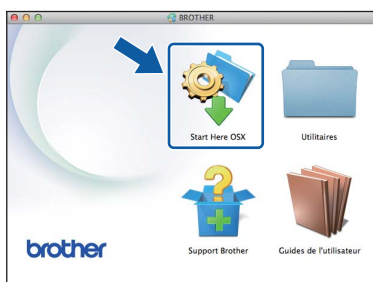 BROTHER
Start Here OSX
Utilitaires
Support Brother
Guides de l'utilisateur
brother